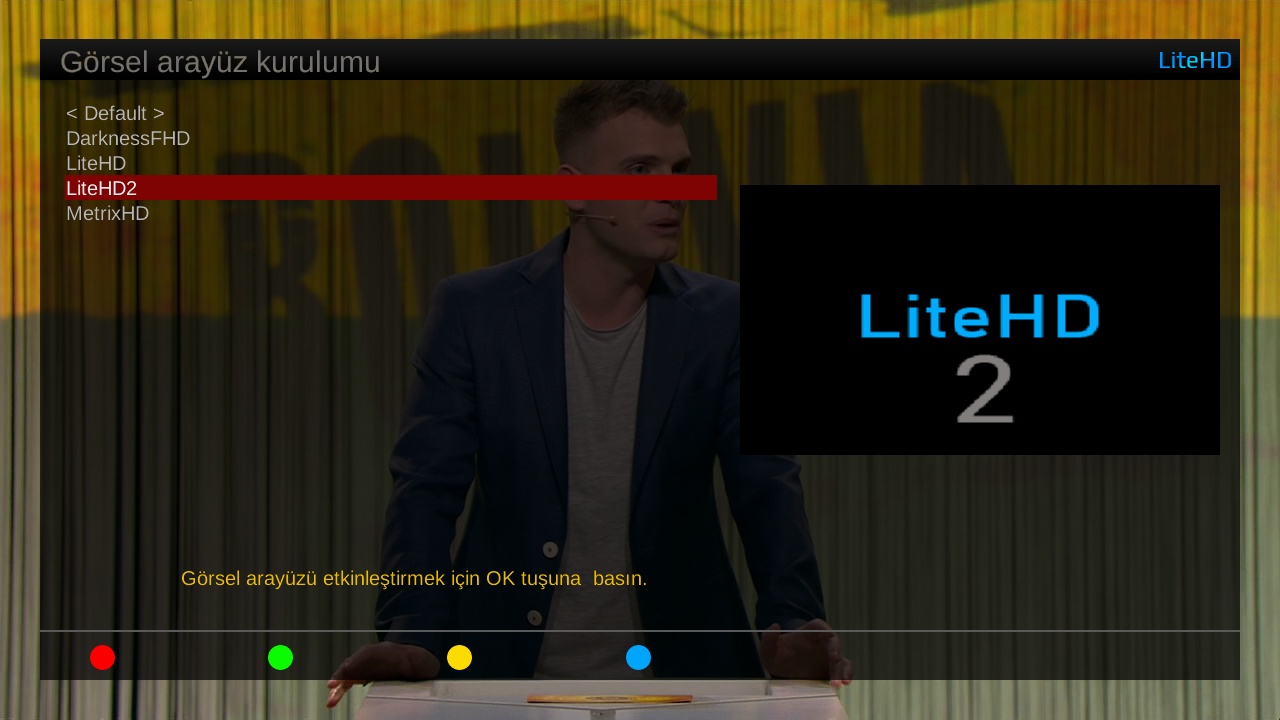 Görsel arayüz kurulumu
LiteHD
< Default >
DarknessFHD
LiteHD
LiteHD2
MetrixHD
LiteHD
2
Görsel arayüzü etkinleştirmek için OK tuşuna  basın.